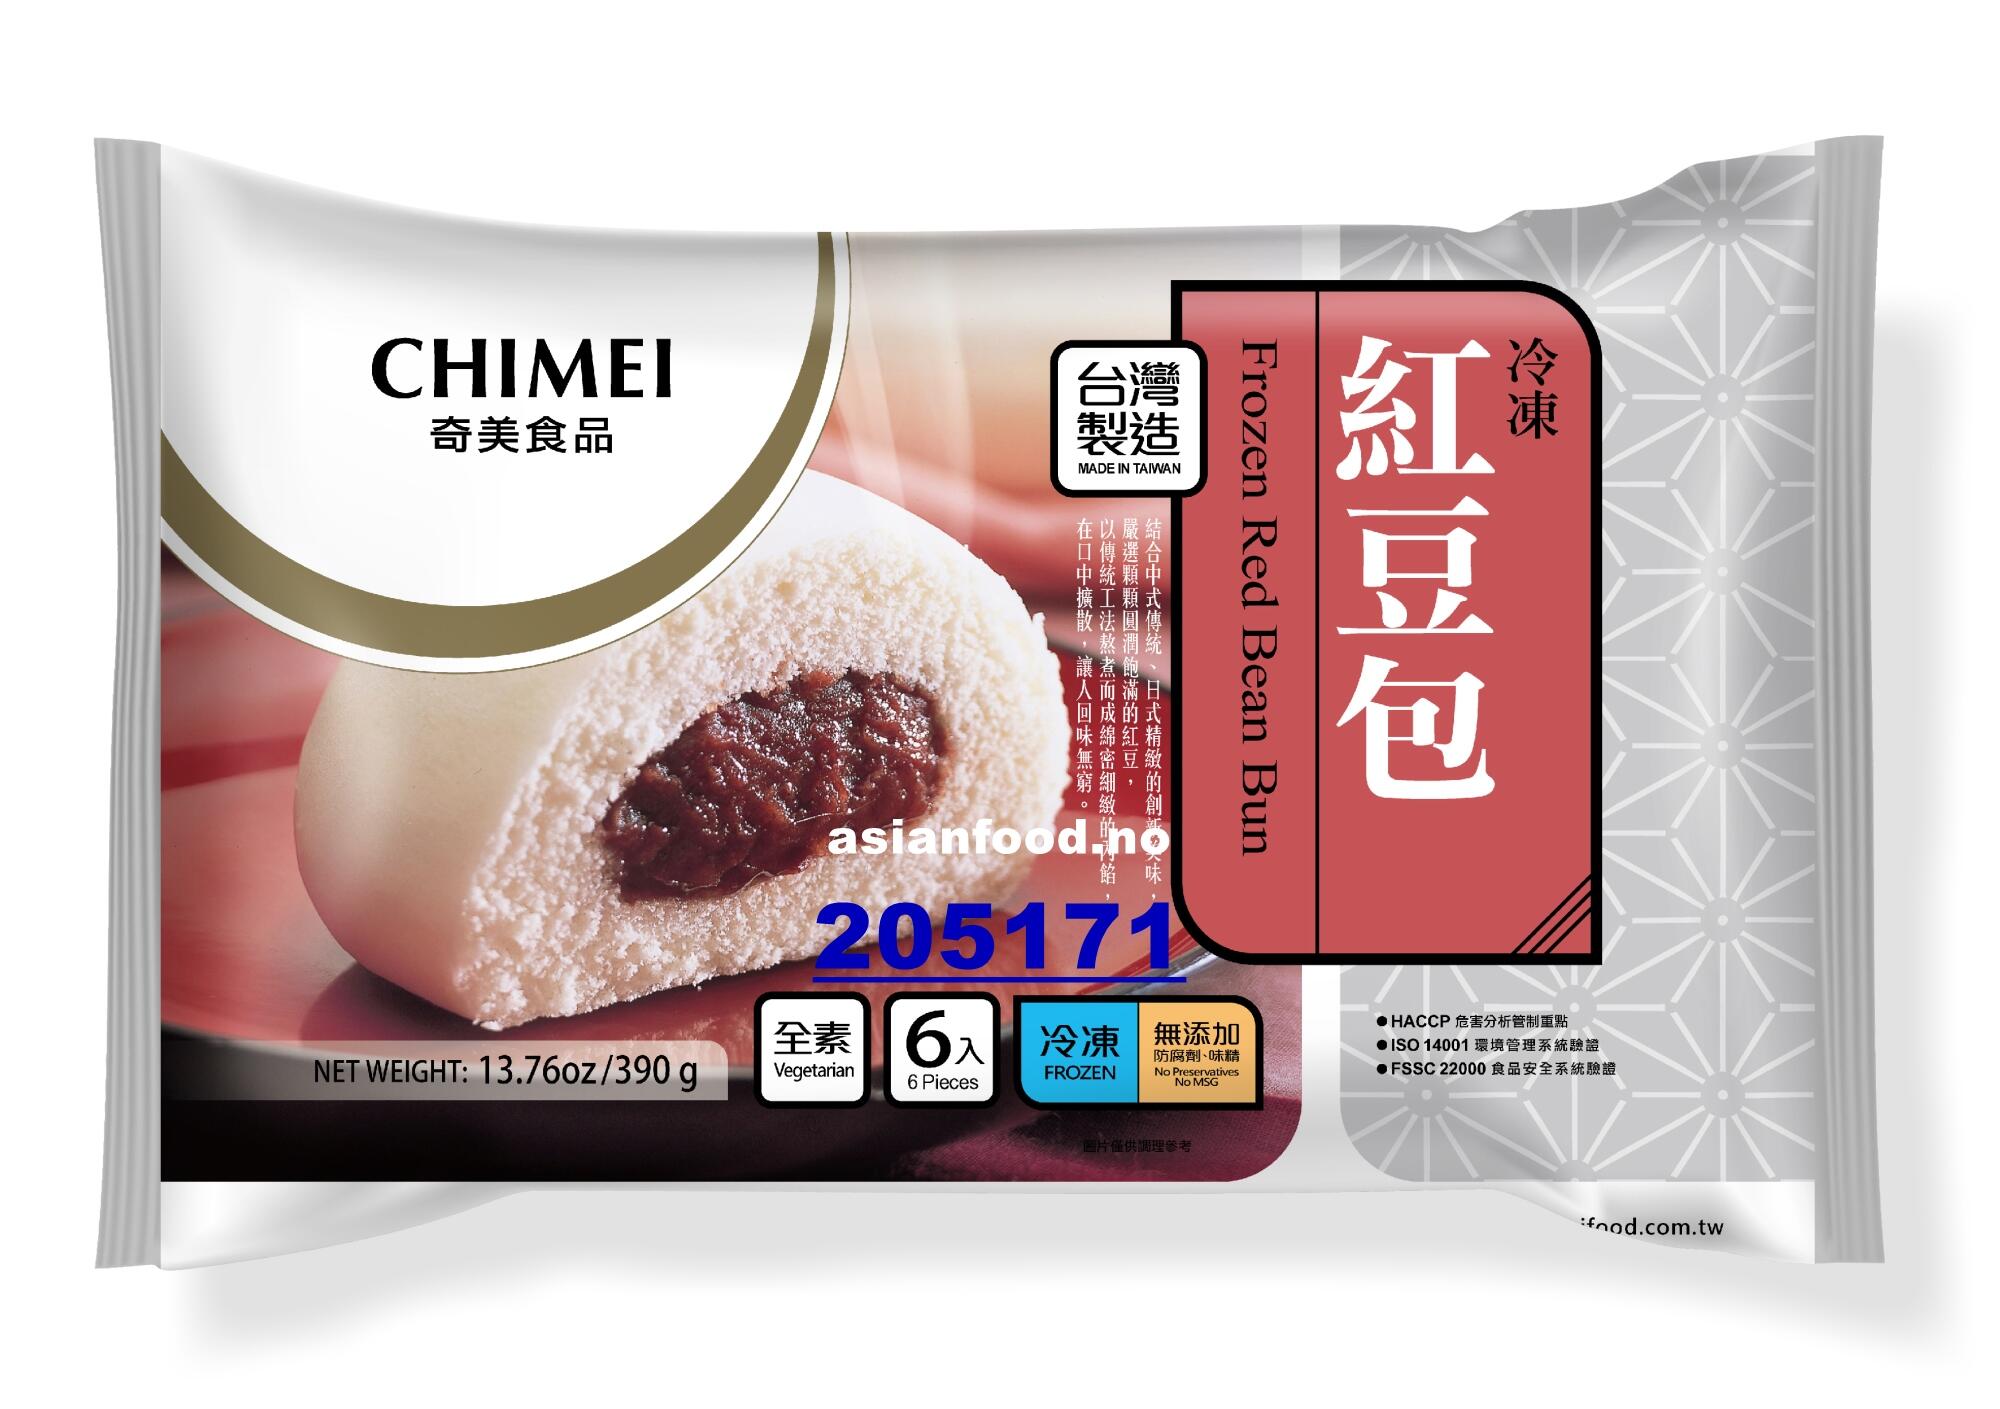 CHIMEI
奇美食品
台灣
製造
MADE IN TAIWAN
冷凍
紅豆包
Frozen Red Bean Bun
結合中式傳統、日式精緻的創新美味，
嚴選顆顆圓潤飽滿的紅豆，
以傳統工法熬煮而成綿密細緻的內餡，
在口中擴散，讓人回味無窮。
asianfood.no
205171
NET WEIGHT: 13.76oz/390 g
全素
Vegetarian
6入
6 Pieces
冷凍
FROZEN
無添加
防腐劑、味精
No Preservatives
No MSG
圖片僅供調理參考
●HACCP 危害分析管制重點
●ISO 14001 環境管理系統驗證
●FSSC 22000 食品安全系統驗證
ifood.com.tw